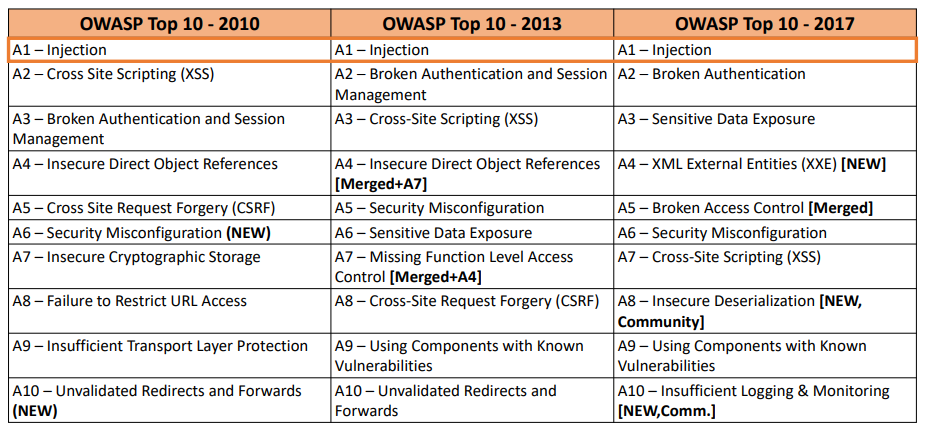 OWASP Top 10 - 2010 OWASP Top 10 - 2013 OWASP Top 10 - 2017
A1 – Injection A1 – Injection A1 – Injection
A2 – Cross Site Scripting (XSS) A2 – Broken Authentication and Session A2 – Broken Authentication
Management
A3 – Broken Authentication and Session A3 – Cross-Site Scripting (XSS) A3 – Sensitive Data Exposure
Management
A4 – Insecure Direct Object References A4 – Insecure Direct Object References A4 – XML External Entities (XXE) [NEW]
[Merged+A7]
A5 – Cross Site Request Forgery (CSRF) A5 – Security Misconfiguration A5 – Broken Access Control [Merged]
A6 – Security Misconfiguration (NEW) A6 – Sensitive Data Exposure A6 – Security Misconfiguration
A7 – Insecure Cryptographic Storage A7 – Missing Function Level Access A7 – Cross-Site Scripting (XSS)
Control [Merged+A4]
A8 – Failure to Restrict URL Access A8 – Cross-Site Request Forgery (CSRF) A8 – Insecure Deserialization [NEW,
Community]
A9 – Insufficient Transport Layer Protection A9 – Using Components with Known A9 – Using Components with Known
Vulnerabilities Vulnerabilities
A10 – Unvalidated Redirects and Forwards A10 – Unvalidated Redirects and A10 – Insufficient Logging & Monitoring
(NEW) Forwards [NEW,Comm.]